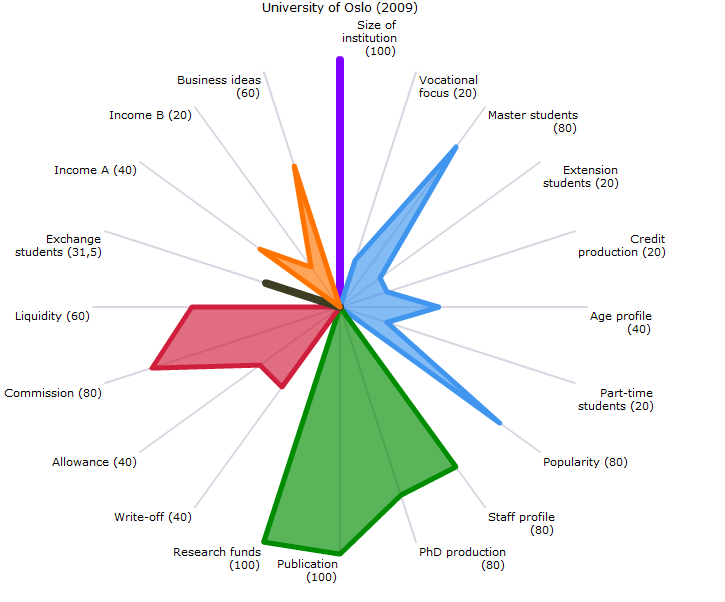 University of Oslo (2009)
Size of
institution
(100)
Vocational
focus (20)
Master students
(80)
Extension
students (20)
Credit
production (20)
Age profile
(40)
Part-time
students (20)
Popularity (80)
Staff profile
(80)
PhD production
(80)
Publication
(100)
Research funds
(100)
Write-off (40)
Allowance (40)
Commission (80)
Liquidity (60)
Exchange
students (31,5)
Income A (40)
Income B (20)
Business ideas
(60)